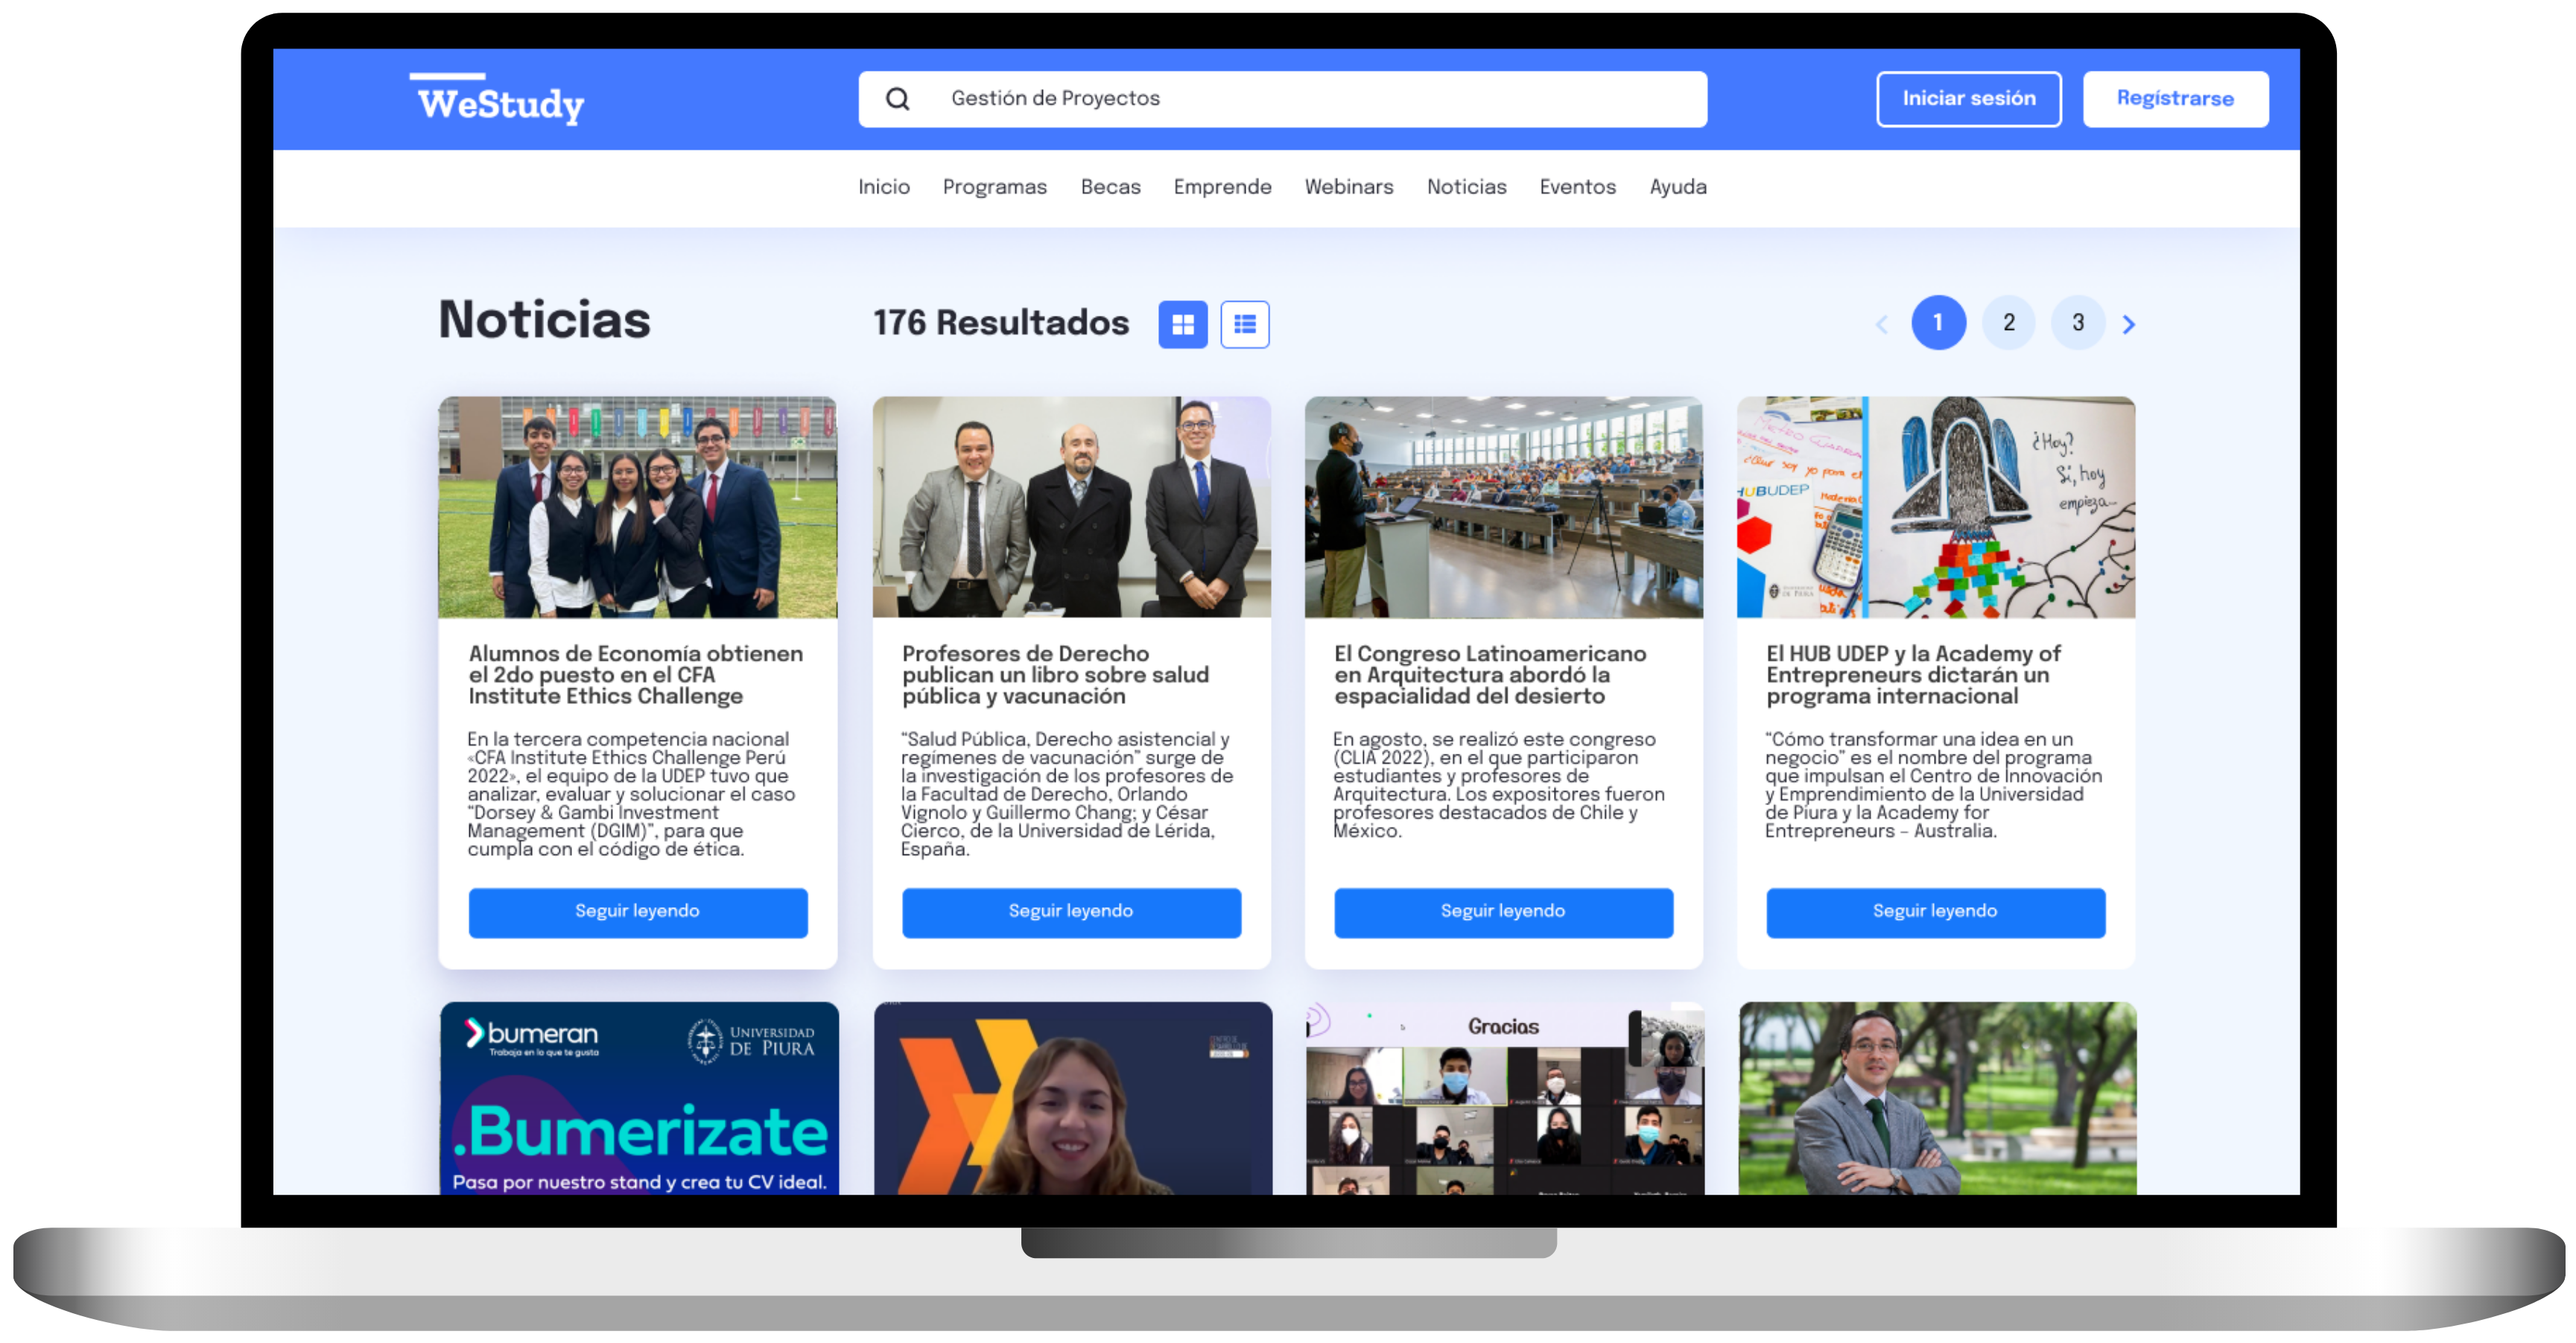 WeStudy
Gestión de Proyectos
Iniciar sesión
Regístrarse
Inicio
Programas
Becas
Emprende
Webinars
Noticias
Eventos
Ayuda
Noticias
176 Resultados
1
2
3
¿Hoy?
Sí, hoy
empieza...
HUBUDEP
Alumnos de Economía obtienen
el 2do puesto en el CFA
Institute Ethics Challenge
En la tercera competencia nacional
«CFA Institute Ethics Challenge Perú
2022», el equipo de la UDEP tuvo que
analizar, evaluar y solucionar el caso
“Dorsey & Gambi Investment
Management (DGIM)”, para que
cumpla con el código de ética.
Seguir leyendo
Profesores de Derecho
publican un libro sobre salud
pública y vacunación
“Salud Pública, Derecho asistencial y
regímenes de vacunación” surge de
la investigación de los profesores de
la Facultad de Derecho, Orlando
Vignolo y Guillermo Chang; y César
Cierco, de la Universidad de Lérida,
España.
Seguir leyendo
El Congreso Latinoamericano
en Arquitectura abordó la
espacialidad del desierto
En agosto, se realizó este congreso
(CLIA 2022), en el que participaron
estudiantes y profesores de
Arquitectura. Los expositores fueron
profesores destacados de Chile y
México.
Seguir leyendo
El HUB UDEP y la Academy of
Entrepreneurs dictarán un
programa internacional
“Cómo transformar una idea en un
negocio” es el nombre del programa
que impulsan el Centro de Innovación
y Emprendimiento de la Universidad
de Piura y la Academy for
Entrepreneurs – Australia.
Seguir leyendo
bumeran
Trabaja en lo que te gusta
UNIVERSIDAD
DE PIURA
.Bumerizate
Pasa por nuestro stand y crea tu CV ideal.
Gracias